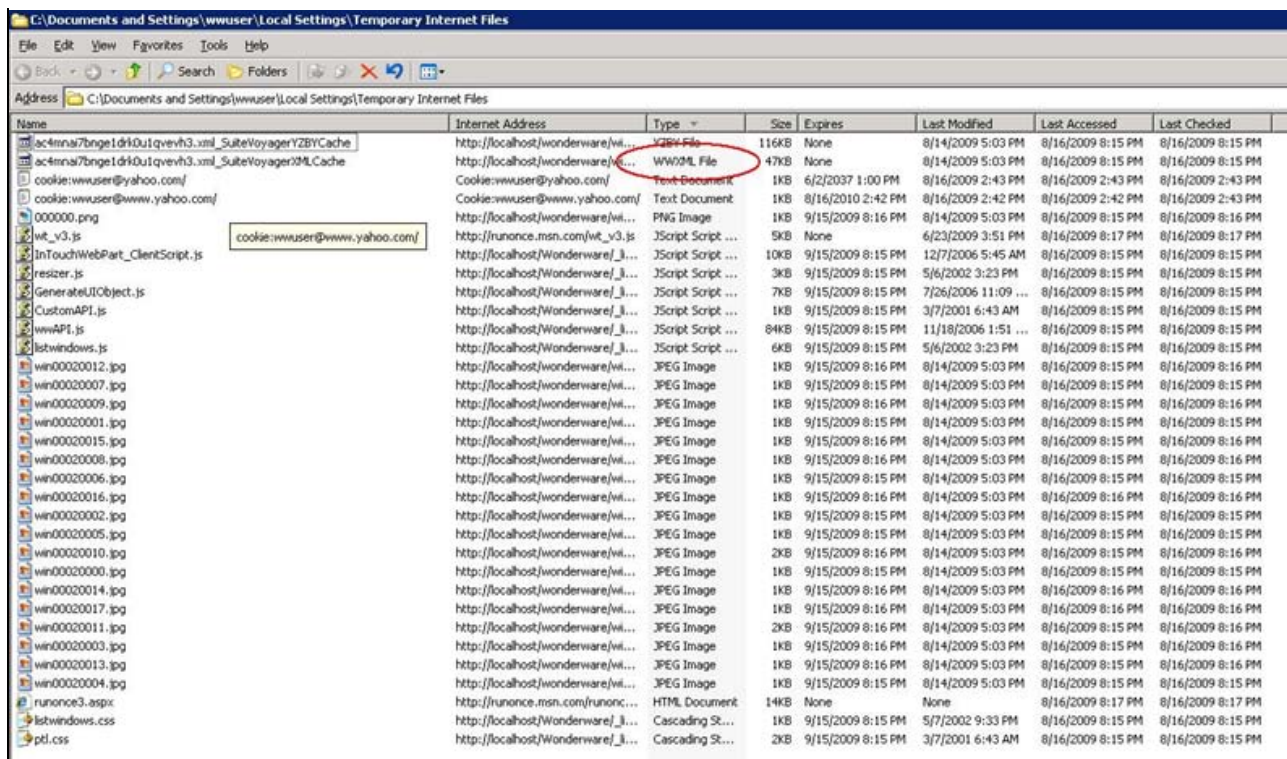 C:\Documents and Settings\wwuser\Local Settings\Temporary Internet Files
File Edit View Favorites Tools Help
Back Search Folders
Address C:\Documents and Settings\wwuser\Local Settings\Temporary Internet Files
Name Internet Address Type Size Expires Last Modified Last Accessed Last Checked
ac4mnai7bnge1drk0u1qvevh3.xml_SuiteVoyagerYZBYCache http://localhost/wonderware/wi... YZBY File 116KB None 8/14/2009 5:03 PM 8/16/2009 8:15 PM 8/16/2009 8:15 PM
ac4mnai7bnge1drk0u1qvevh3.xml_SuiteVoyagerXMLCache http://localhost/wonderware/wi... WWXML File 47KB None 8/14/2009 5:03 PM 8/16/2009 8:15 PM 8/16/2009 8:15 PM
cookie:wwuser@yahoo.com/ Cookie:wwuser@yahoo.com/ Text Document 1KB 6/2/2037 1:00 PM 8/16/2009 2:43 PM 8/16/2009 2:43 PM 8/16/2009 2:43 PM
cookie:wwuser@www.yahoo.com/ Cookie:wwuser@www.yahoo.com/ Text Document 1KB 8/16/2010 2:42 PM 8/16/2009 2:42 PM 8/16/2009 2:42 PM 8/16/2009 2:43 PM
000000.png http://localhost/wonderware/wi... PNG Image 1KB 9/15/2009 8:16 PM 8/14/2009 5:03 PM 8/16/2009 8:15 PM 8/16/2009 8:16 PM
wt_v3.js cookie:wwuser@www.yahoo.com/ http://runonce.msn.com/wt_v3.js JScript Script ... 5KB None 6/23/2009 3:51 PM 8/16/2009 8:17 PM 8/16/2009 8:17 PM
InTouchWebPart_ClientScript.js http://localhost/Wonderware/_li... JScript Script ... 10KB 9/15/2009 8:15 PM 12/7/2006 5:45 AM 8/16/2009 8:15 PM 8/16/2009 8:15 PM
resizer.js http://localhost/Wonderware/_li... JScript Script ... 3KB 9/15/2009 8:15 PM 5/6/2002 3:23 PM 8/16/2009 8:15 PM 8/16/2009 8:15 PM
GenerateUIObject.js http://localhost/Wonderware/_li... JScript Script ... 7KB 9/15/2009 8:15 PM 7/26/2006 11:09 ... 8/16/2009 8:15 PM 8/16/2009 8:15 PM
CustomAPI.js http://localhost/Wonderware/_li... JScript Script ... 1KB 9/15/2009 8:15 PM 3/7/2001 6:43 AM 8/16/2009 8:15 PM 8/16/2009 8:15 PM
wwAPI.js http://localhost/Wonderware/_li... JScript Script ... 84KB 9/15/2009 8:15 PM 11/18/2006 1:51 ... 8/16/2009 8:15 PM 8/16/2009 8:15 PM
listwindows.js http://localhost/Wonderware/_li... JScript Script ... 6KB 9/15/2009 8:15 PM 5/6/2002 3:23 PM 8/16/2009 8:15 PM 8/16/2009 8:15 PM
win00020012.jpg http://localhost/wonderware/wi... JPEG Image 1KB 9/15/2009 8:15 PM 8/14/2009 5:03 PM 8/16/2009 8:15 PM 8/16/2009 8:15 PM
win00020007.jpg http://localhost/wonderware/wi... JPEG Image 1KB 9/15/2009 8:15 PM 8/14/2009 5:03 PM 8/16/2009 8:15 PM 8/16/2009 8:15 PM
win00020009.jpg http://localhost/wonderware/wi... JPEG Image 1KB 9/15/2009 8:16 PM 8/14/2009 5:03 PM 8/16/2009 8:15 PM 8/16/2009 8:16 PM
win00020001.jpg http://localhost/wonderware/wi... JPEG Image 1KB 9/15/2009 8:15 PM 8/14/2009 5:03 PM 8/16/2009 8:15 PM 8/16/2009 8:15 PM
win00020015.jpg http://localhost/wonderware/wi... JPEG Image 1KB 9/15/2009 8:15 PM 8/14/2009 5:03 PM 8/16/2009 8:15 PM 8/16/2009 8:15 PM
win00020008.jpg http://localhost/wonderware/wi... JPEG Image 1KB 9/15/2009 8:16 PM 8/14/2009 5:03 PM 8/16/2009 8:15 PM 8/16/2009 8:16 PM
win00020006.jpg http://localhost/wonderware/wi... JPEG Image 1KB 9/15/2009 8:15 PM 8/14/2009 5:03 PM 8/16/2009 8:15 PM 8/16/2009 8:15 PM
win00020016.jpg http://localhost/wonderware/wi... JPEG Image 1KB 9/15/2009 8:16 PM 8/14/2009 5:03 PM 8/16/2009 8:16 PM 8/16/2009 8:16 PM
win00020002.jpg http://localhost/wonderware/wi... JPEG Image 1KB 9/15/2009 8:15 PM 8/14/2009 5:03 PM 8/16/2009 8:15 PM 8/16/2009 8:15 PM
win00020005.jpg http://localhost/wonderware/wi... JPEG Image 1KB 9/15/2009 8:15 PM 8/14/2009 5:03 PM 8/16/2009 8:15 PM 8/16/2009 8:15 PM
win00020010.jpg http://localhost/wonderware/wi... JPEG Image 2KB 9/15/2009 8:16 PM 8/14/2009 5:03 PM 8/16/2009 8:15 PM 8/16/2009 8:16 PM
win00020000.jpg http://localhost/wonderware/wi... JPEG Image 1KB 9/15/2009 8:15 PM 8/14/2009 5:03 PM 8/16/2009 8:15 PM 8/16/2009 8:15 PM
win00020014.jpg http://localhost/wonderware/wi... JPEG Image 1KB 9/15/2009 8:16 PM 8/14/2009 5:03 PM 8/16/2009 8:15 PM 8/16/2009 8:16 PM
win00020017.jpg http://localhost/wonderware/wi... JPEG Image 1KB 9/15/2009 8:16 PM 8/14/2009 5:03 PM 8/16/2009 8:16 PM 8/16/2009 8:16 PM
win00020011.jpg http://localhost/wonderware/wi... JPEG Image 2KB 9/15/2009 8:16 PM 8/14/2009 5:03 PM 8/16/2009 8:15 PM 8/16/2009 8:16 PM
win00020003.jpg http://localhost/wonderware/wi... JPEG Image 1KB 9/15/2009 8:15 PM 8/14/2009 5:03 PM 8/16/2009 8:15 PM 8/16/2009 8:15 PM
win00020013.jpg http://localhost/wonderware/wi... JPEG Image 1KB 9/15/2009 8:16 PM 8/14/2009 5:03 PM 8/16/2009 8:15 PM 8/16/2009 8:16 PM
win00020004.jpg http://localhost/wonderware/wi... JPEG Image 1KB 9/15/2009 8:15 PM 8/14/2009 5:03 PM 8/16/2009 8:15 PM 8/16/2009 8:15 PM
runonce3.aspx http://runonce.msn.com/runonc... HTML Document 14KB None None 8/16/2009 8:17 PM 8/16/2009 8:17 PM
listwindows.css http://localhost/Wonderware/_li... Cascading St... 1KB 9/15/2009 8:15 PM 5/7/2002 9:33 PM 8/16/2009 8:15 PM 8/16/2009 8:15 PM
ptl.css http://localhost/Wonderware/_li... Cascading St... 2KB 9/15/2009 8:15 PM 3/7/2001 6:43 AM 8/16/2009 8:15 PM 8/16/2009 8:15 PM